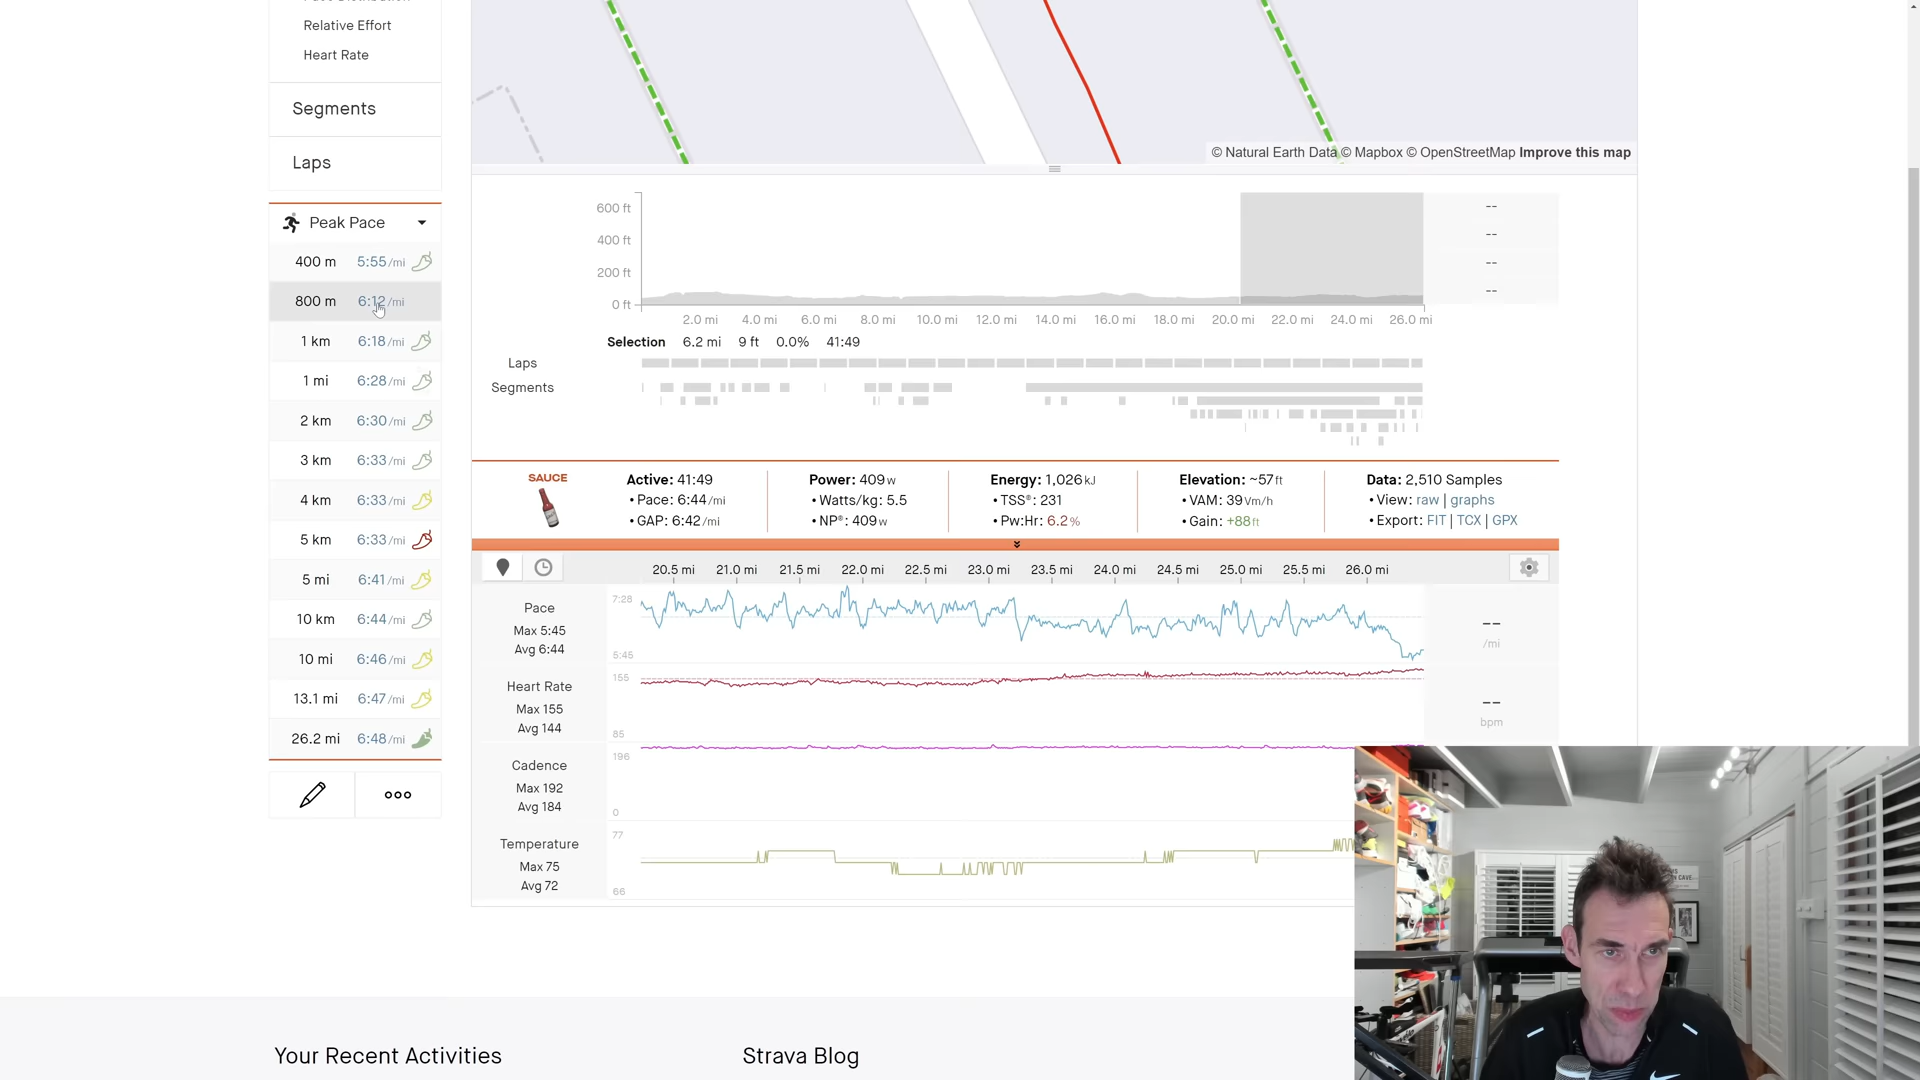 Relative Effort
Heart Rate
Segments
Laps
Peak Pace
400 m 5:55/mi
800 m 6:12/mi
1 km 6:18/mi
1 mi 6:28/mi
2 km 6:30/mi
3 km 6:33/mi
4 km 6:33/mi
5 km 6:33/mi
5 mi 6:41/mi
10 km 6:44/mi
10 mi 6:46/mi
13.1 mi 6:47/mi
26.2 mi 6:48/mi
© Natural Earth Data © Mapbox © OpenStreetMap Improve this map
600 ft
400 ft
200 ft
0 ft
--
--
--
--
2.0 mi 4.0 mi 6.0 mi 8.0 mi 10.0 mi 12.0 mi 14.0 mi 16.0 mi 18.0 mi 20.0 mi 22.0 mi 24.0 mi 26.0 mi
Selection 6.2 mi 9 ft 0.0% 41:49
Laps
Segments
SAUCE
Active: 41:49
• Pace: 6:44/mi
• GAP: 6:42/mi
Power: 409w
• Watts/kg: 5.5
• NP®: 409w
Energy: 1,026kJ
• TSS®: 231
• Pw:Hr: 6.2%
Elevation: ~57ft
• VAM: 39Vm/h
• Gain: +88ft
Data: 2,510 Samples
• View: raw | graphs
• Export: FIT | TCX | GPX
20.5 mi 21.0 mi 21.5 mi 22.0 mi 22.5 mi 23.0 mi 23.5 mi 24.0 mi 24.5 mi 25.0 mi 25.5 mi 26.0 mi
Pace
Max 5:45
Avg 6:44
7:28
5:45
--
/mi
Heart Rate
Max 155
Avg 144
155
85
--
bpm
Cadence
Max 192
Avg 184
196
0
Temperature
Max 75
Avg 72
77
66
Your Recent Activities
Strava Blog